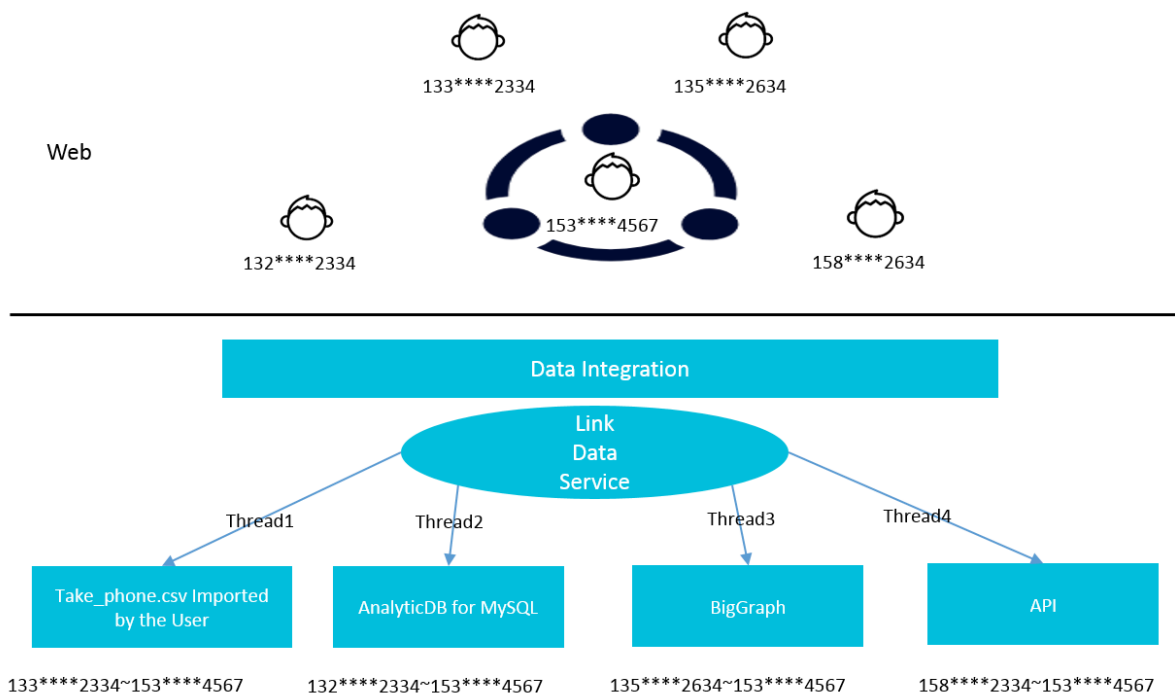 133****2334
135****2634
Web
153****4567
132****2334
158****2634
Data Integration
Link
Data
Service
Thread1
Thread2
Thread3
Thread4
Take_phone.csv Imported
by the User
AnalyticDB for MySQL
BigGraph
API
133****2334~153****4567
132****2334~153****4567
135****2634~153****4567
158****2334~153****4567